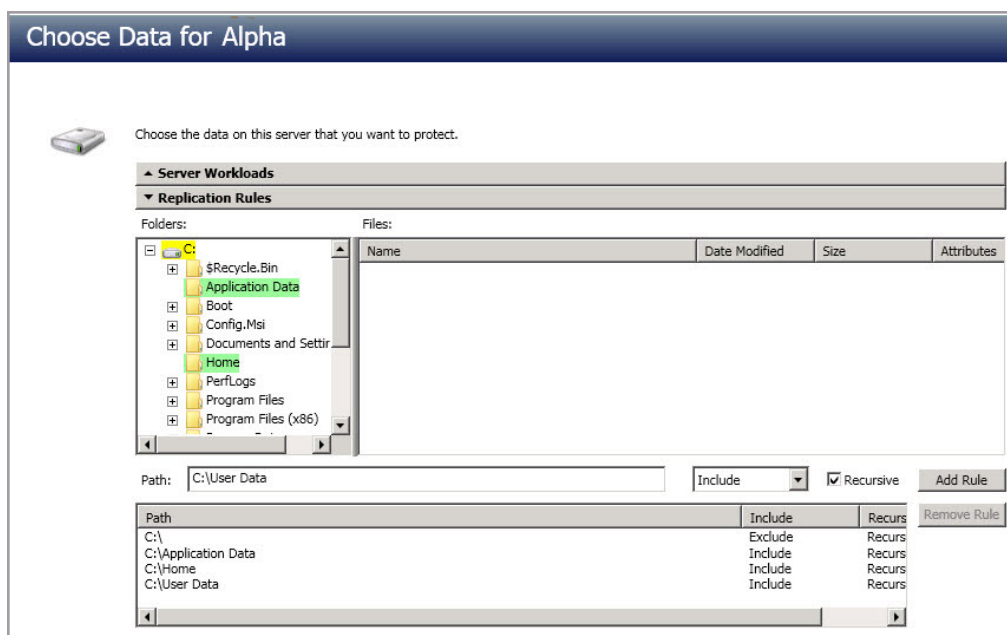 Choose Data for Alpha
Choose the data on this server that you want to protect.
Server Workloads
Replication Rules
Folders: Files:
C:
$Recycle.Bin
Application Data
Boot
Config.Msi
Documents and Settir
Home
PerfLogs
Program Files
Program Files (x86)
Name Date Modified Size Attributes
Path: C:\User Data Include Recursive Add Rule
Path Include Recurs Remove Rule
C:\ Exclude Recurs
C:\Application Data Include Recurs
C:\Home Include Recurs
C:\User Data Include Recurs